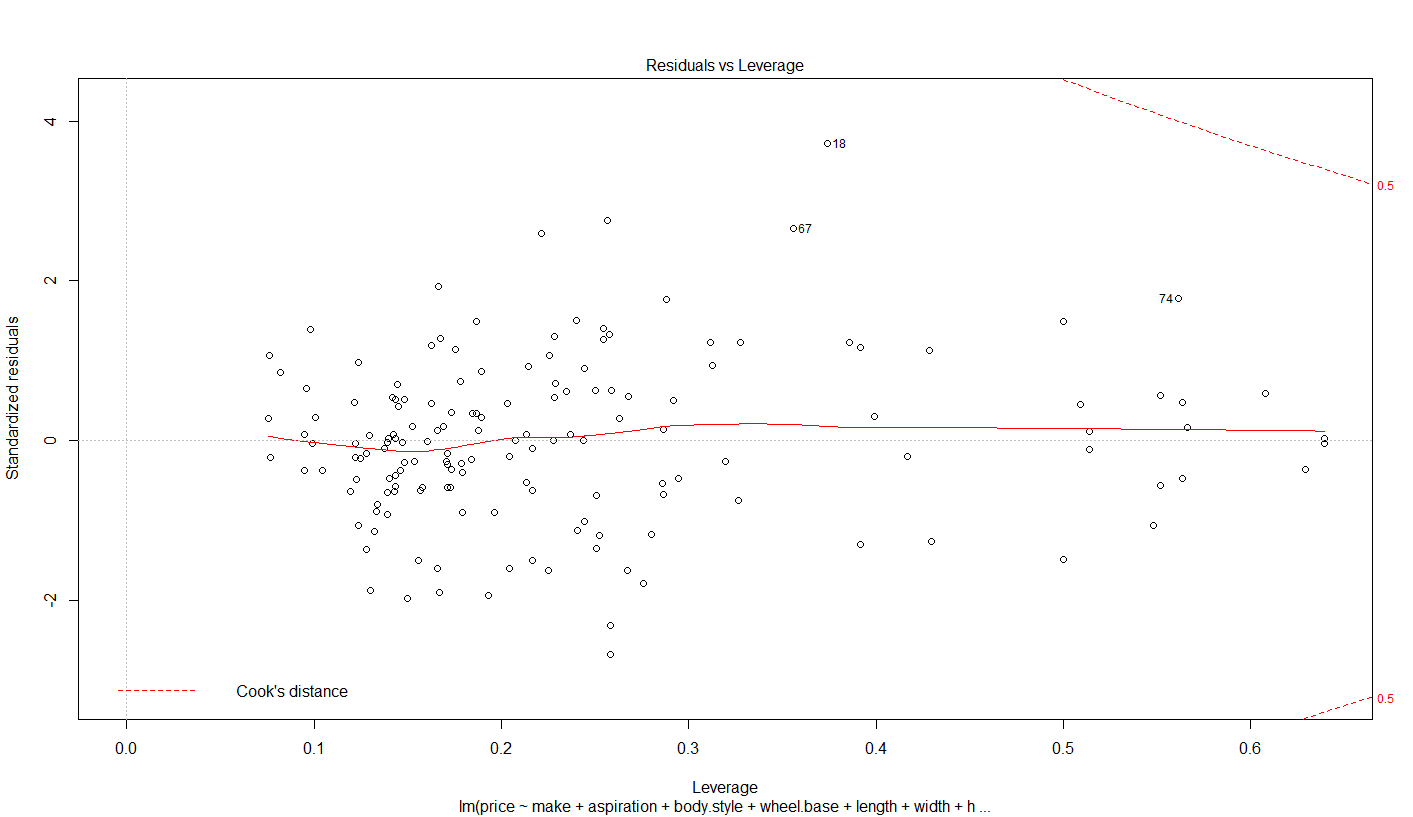 Residuals vs Leverage
4
2
0
-2
Standardized residuals
18
67
74
0.5
0.5
Cook's distance
0.0 0.1 0.2 0.3 0.4 0.5 0.6
Leverage
lm(price ~ make + aspiration + body.style + wheel.base + length + width + h ...